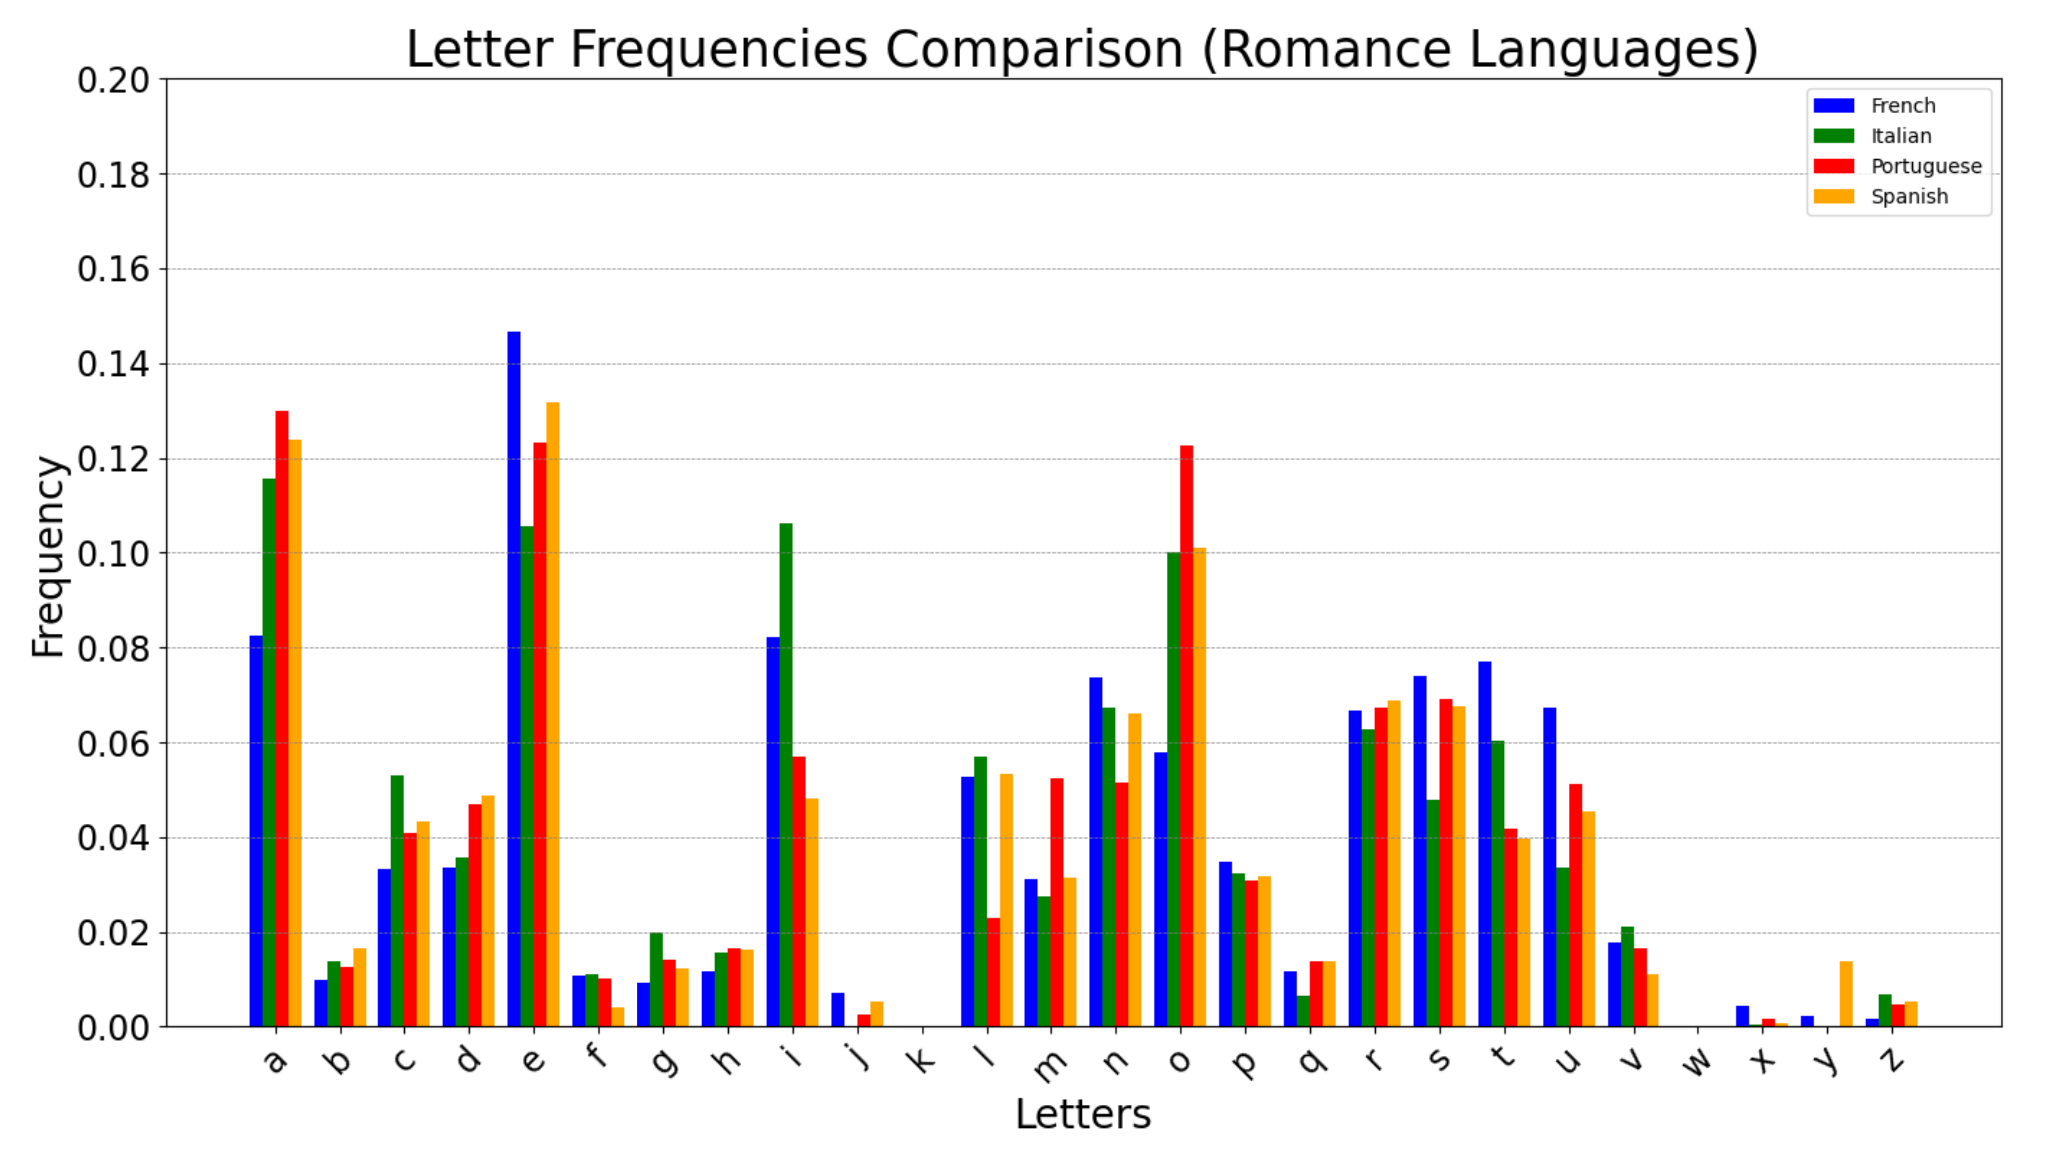 Letter Frequencies Comparison (Romance Languages)
0.20
0.18
0.16
0.14
0.12
0.10
0.08
0.06
0.04
0.02
0.00
Frequency
French
Italian
Portuguese
Spanish
a b c d e f g h i j k l m n o p q r s t u v w x y z
Letters